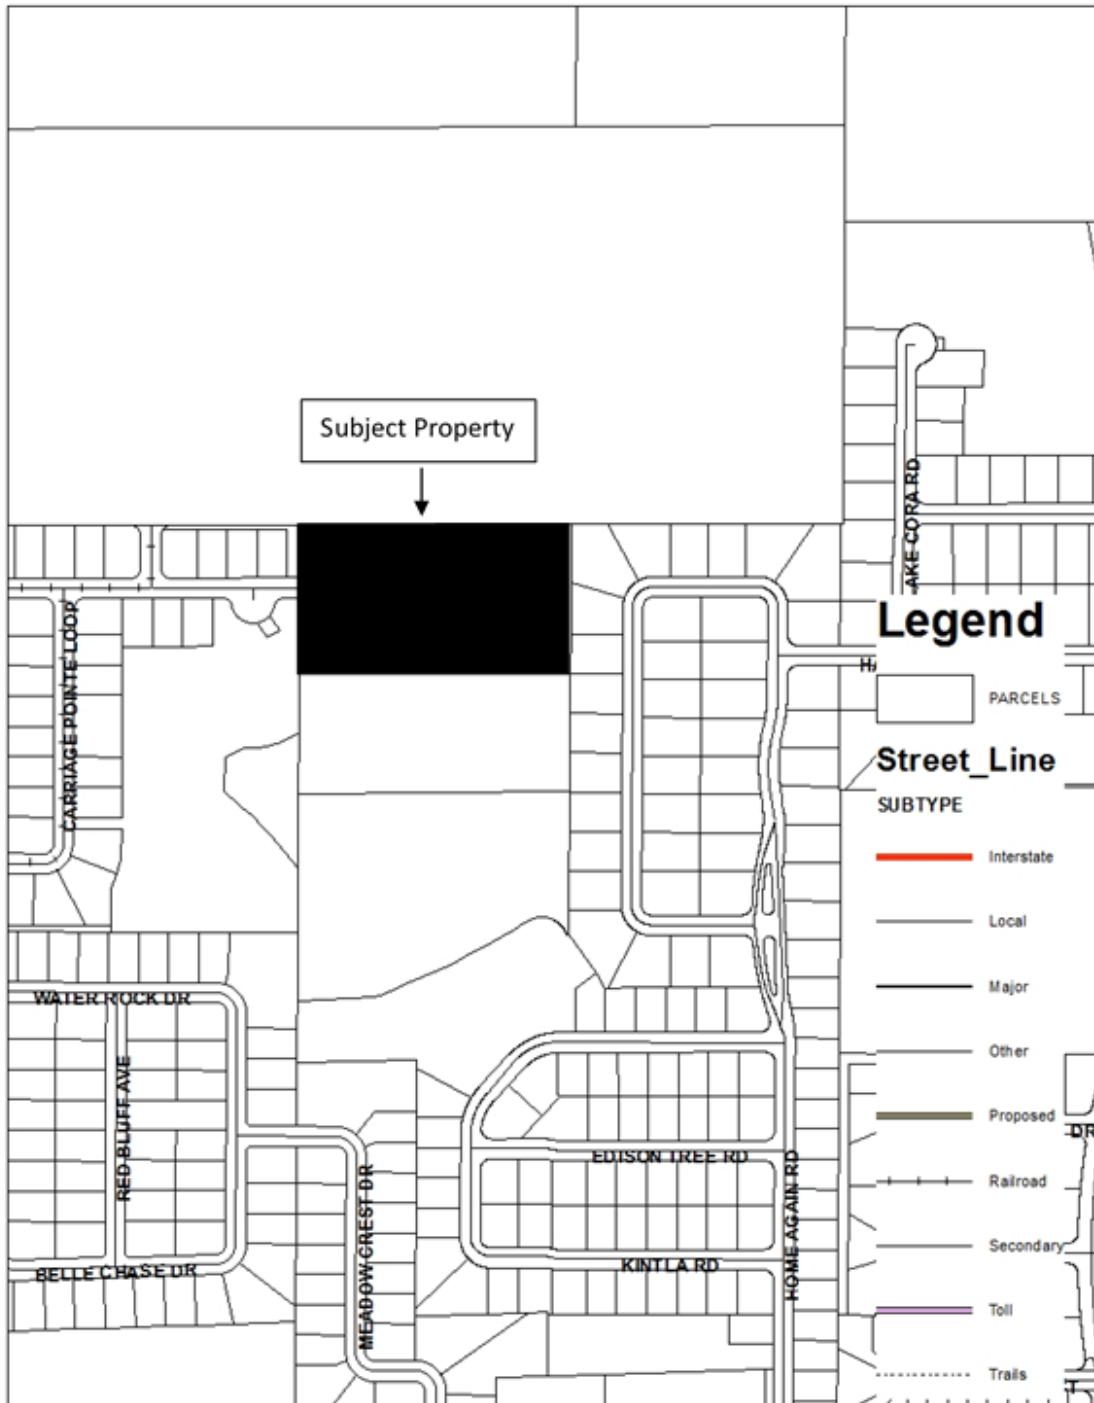 Subject Property
AKE CORA RD
CARRIAGE POINTE LOOP
Legend
HA
PARCELS
Street_Line
SUBTYPE
Interstate
Local
Major
Other
Proposed
Railroad
Secondary
Toll
Trails
WATER ROCK DR
RED BLUFF AVE
BELLE CHASE DR
MEADOW CREST DR
EDISON TREE RD
KINTLA RD
HOME AGAIN RD
DR
T